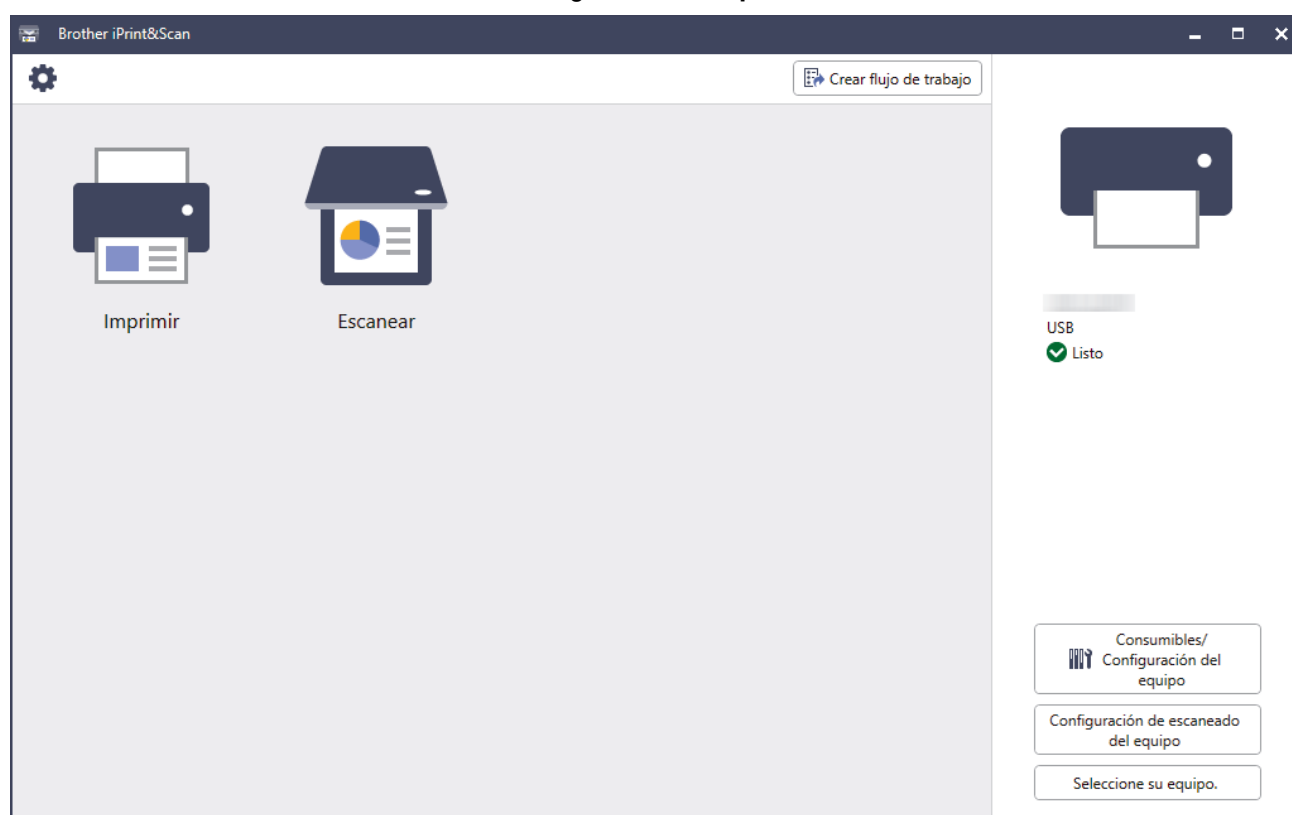 Brother iPrint&Scan
Crear flujo de trabajo
Imprimir
Escanear
USB
Listo
Consumibles/
Configuración del
equipo
Configuración de escaneado
del equipo
Seleccione su equipo.